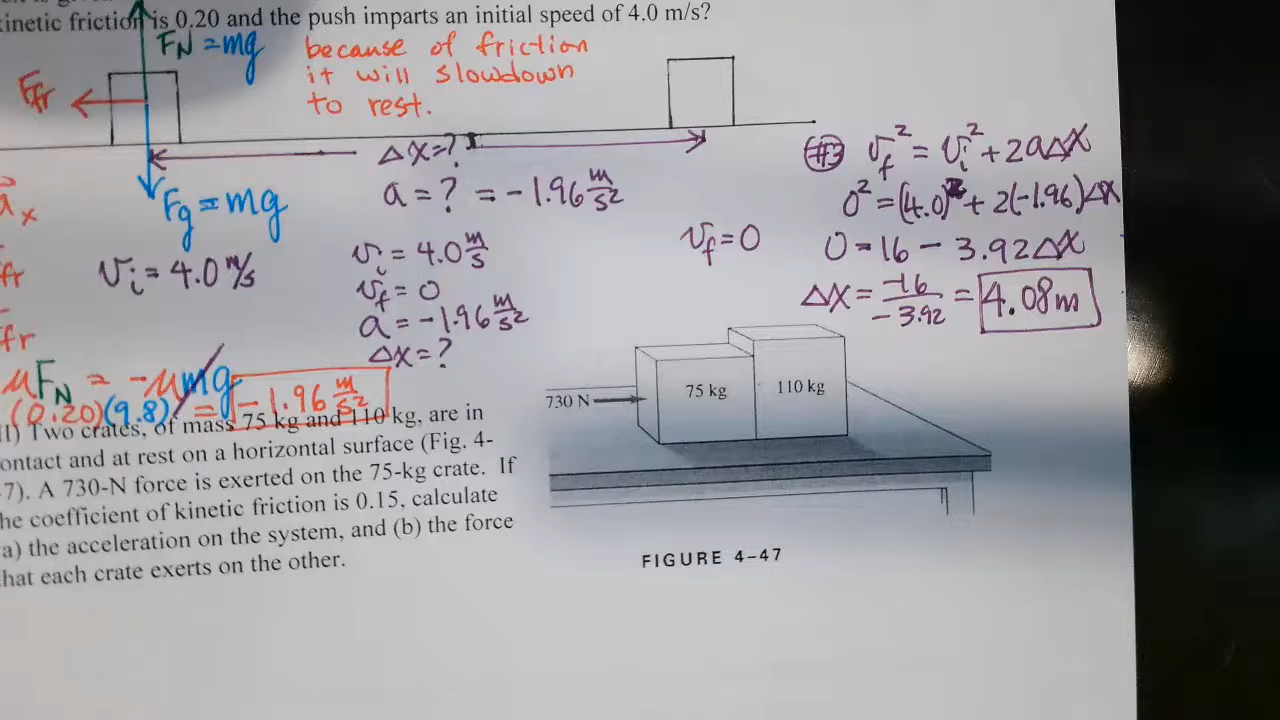 kinetic friction is 0.20 and the push imparts an initial speed of 4.0 m/s?
FN = mg
because of friction
it will slowdown
to rest.
Ffr
Δx=?
a = ? = -1.96 m/s²
Fg = mg
ax
fr
fr
vi = 4.0 m/s
vi = 4.0 m/s
vf = 0
a = -1.96 m/s²
Δx = ?
vf = 0
#3 vf² = vi² + 2aΔx
0² = (4.0)² + 2(-1.96)Δx
0 = 16 - 3.92Δx
Δx = -16/-3.92 = 4.08m
μFN = -μmg
(0.20)(9.8) = -1.96 m/s²
II) Two crates, of mass 75 kg and 110 kg, are in
contact and at rest on a horizontal surface (Fig. 4-
47). A 730-N force is exerted on the 75-kg crate. If
the coefficient of kinetic friction is 0.15, calculate
(a) the acceleration on the system, and (b) the force
that each crate exerts on the other.
730 N
75 kg
110 kg
FIGURE 4–47